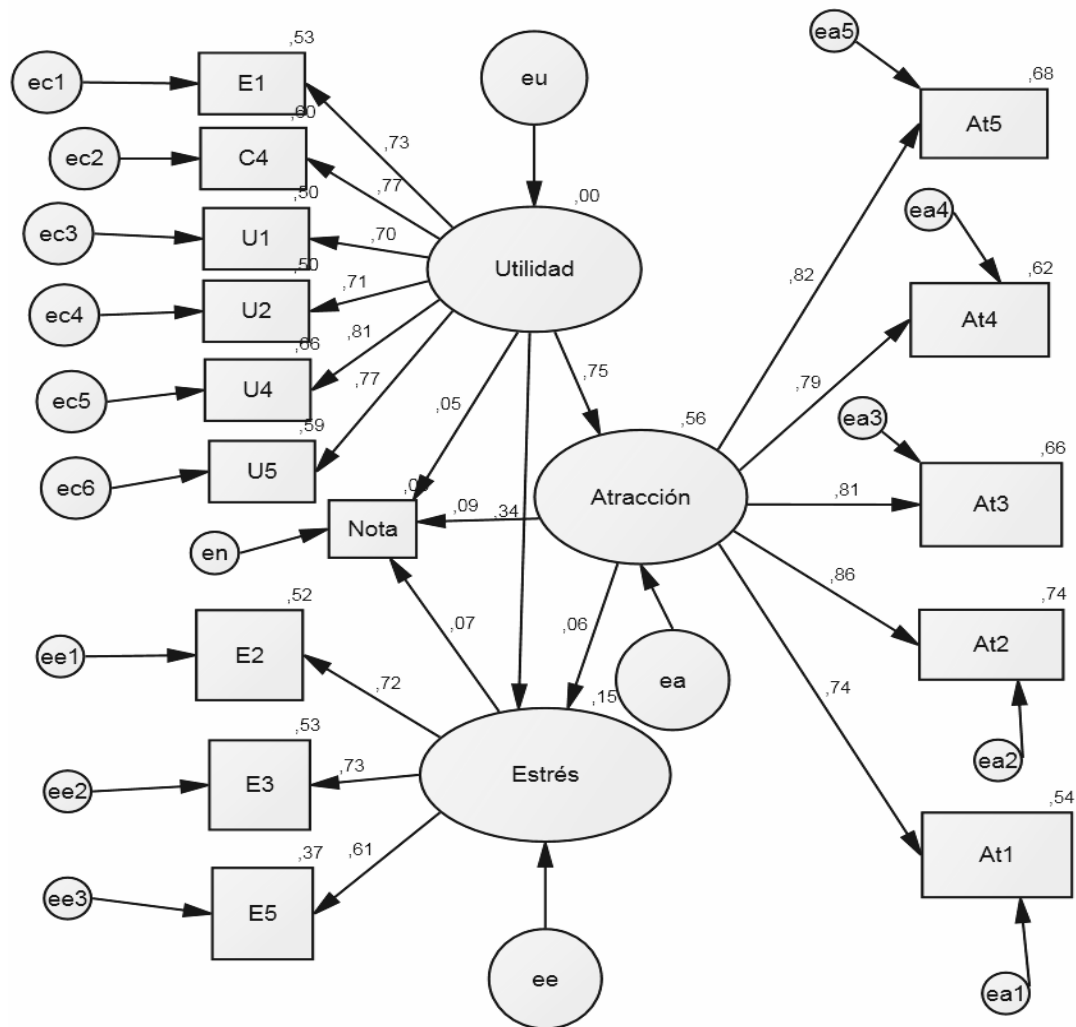 ec1
,53
E1
eu
ea5
,68
At5
,60
ec2
C4
,73
,77
,50
ec3
U1
,70
,00
Utilidad
ea4
,62
At4
,82
,50
ec4
U2
,71
,66
ec5
U4
,81
,77
,75
,79
,59
ec6
U5
,05
,56
Atracción
ea3
,66
At3
,81
Nota
,09
,34
en
,86
,74
At2
ea2
,52
ee1
E2
,72
,07
,06
ea
,74
,15
Estrés
,53
ee2
E3
,73
,54
At1
ea1
,37
,61
ee3
E5
ee